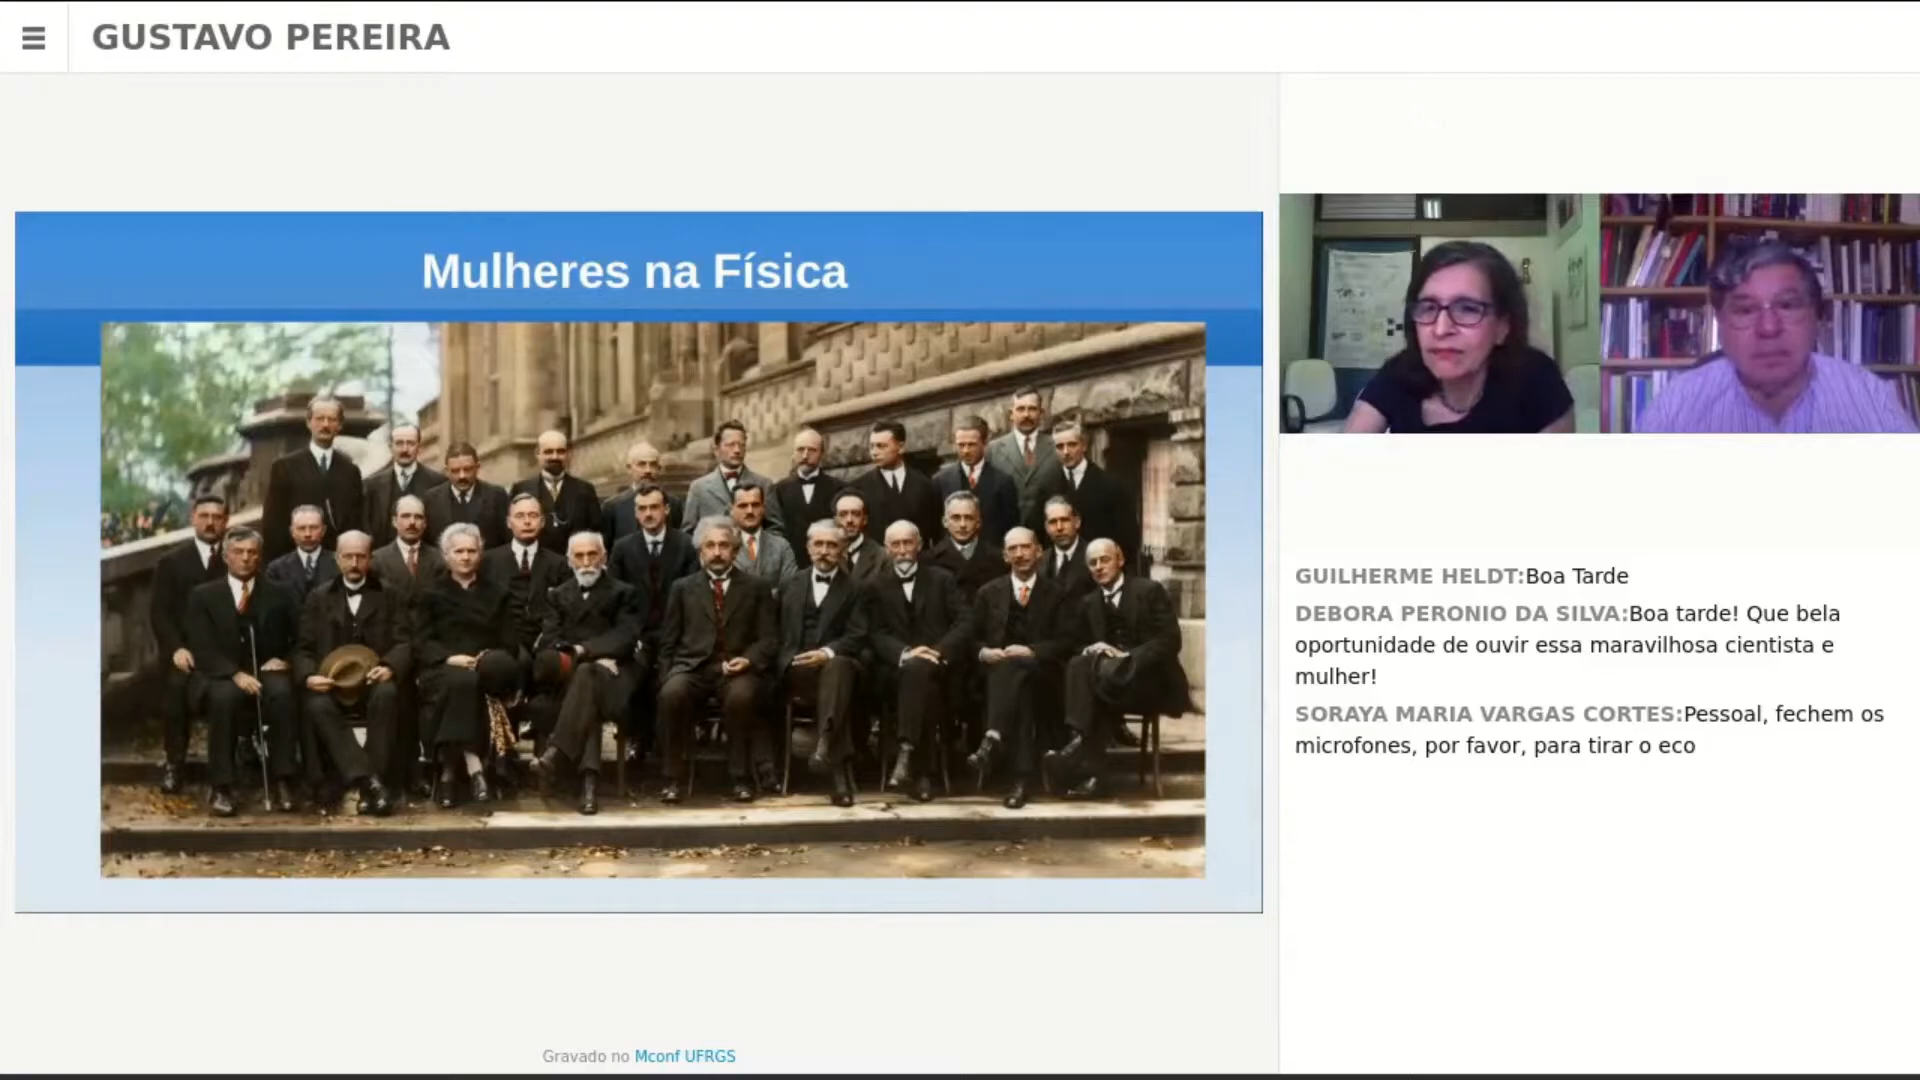 GUSTAVO PEREIRA
Mulheres na Física
GUILHERME HELDT:Boa Tarde
DEBORA PERONIO DA SILVA:Boa tarde! Que bela
oportunidade de ouvir essa maravilhosa cientista e
mulher!
SORAYA MARIA VARGAS CORTES:Pessoal, fechem os
microfones, por favor, para tirar o eco
Gravado no Mconf UFRGS